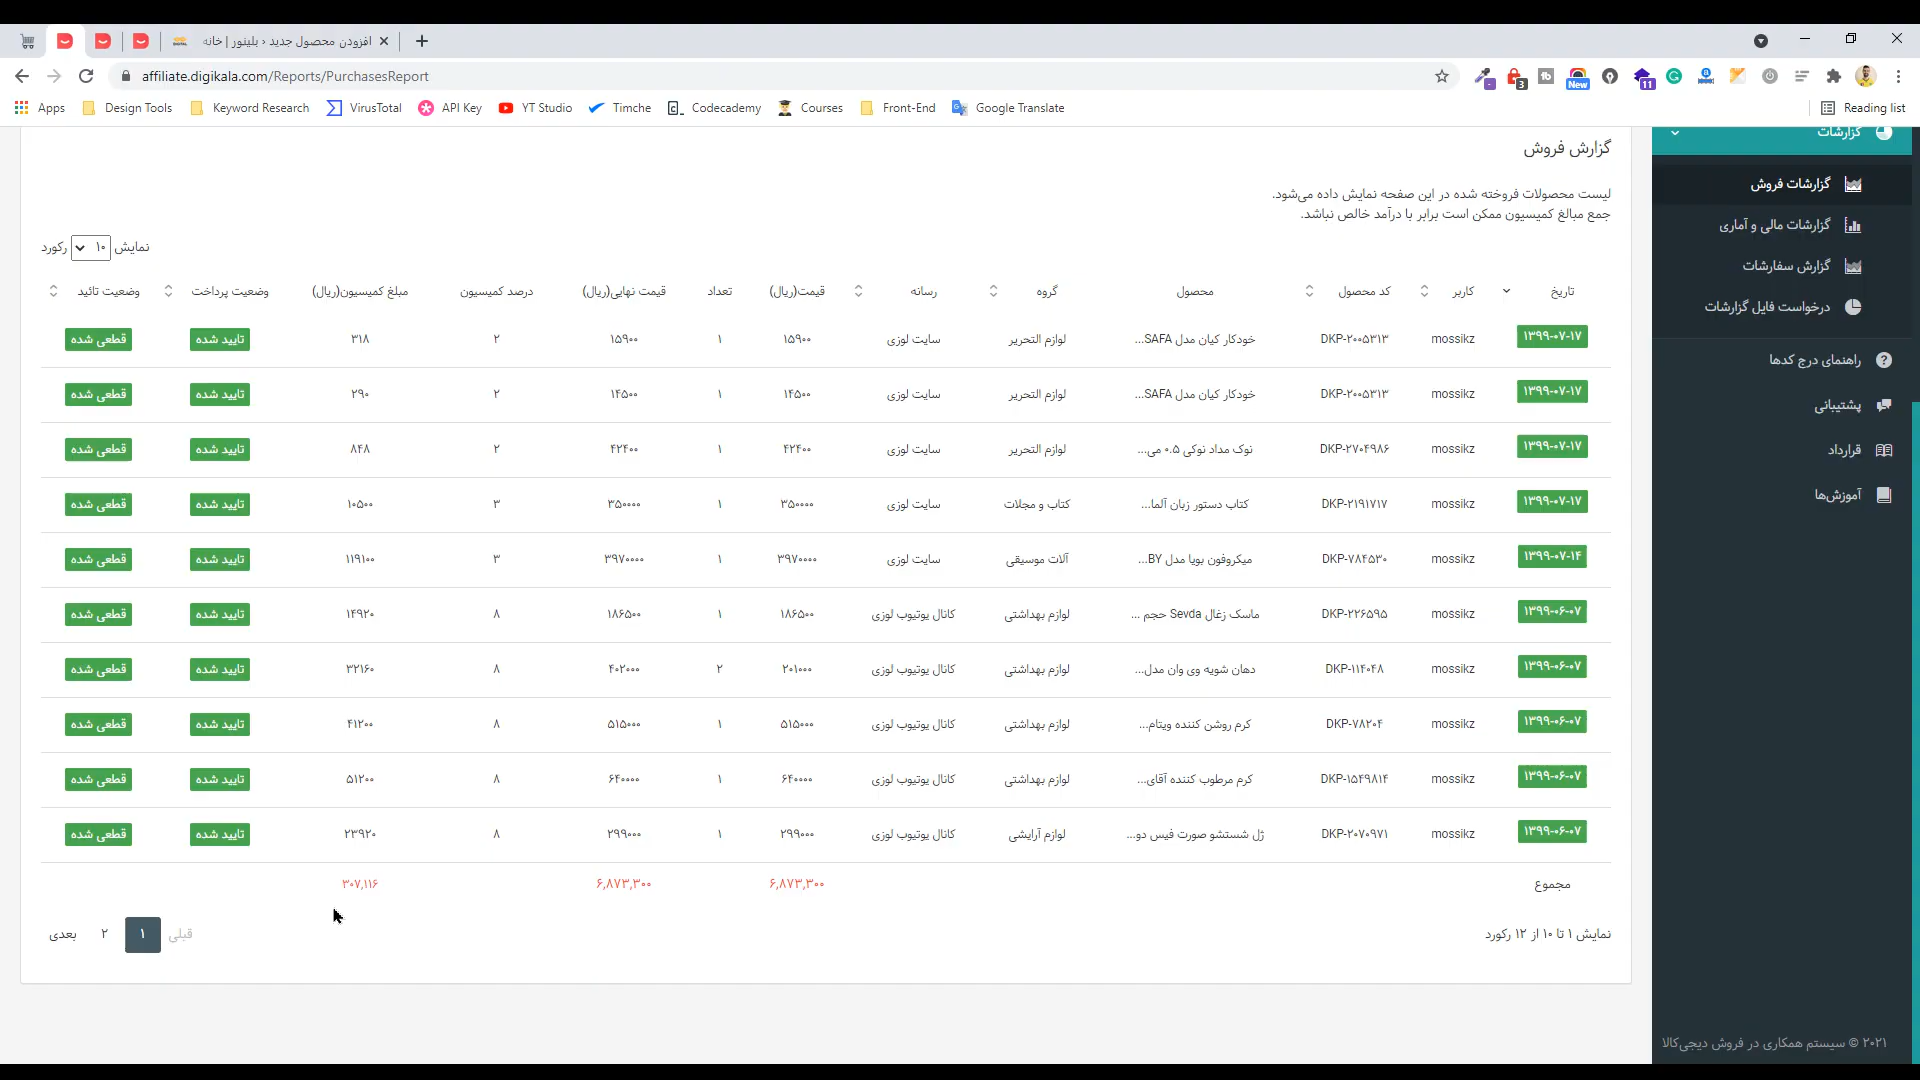 افزودن محصول جدید ‹ بلینور | خانه
affiliate.digikala.com/Reports/PurchasesReport
3
New
11
Apps
Design Tools
Keyword Research
VirusTotal
API Key
YT Studio
Timche
Codecademy
Courses
Front-End
Google Translate
Reading list
گزارشات
گزارشات فروش
گزارشات مالی و آماری
گزارش سفارشات
درخواست فایل گزارشات
راهنمای درج کدها
پشتیبانی
قرارداد
آموزش‌ها
گزارش فروش
لیست محصولات فروخته شده در این صفحه نمایش داده می‌شود.
جمع مبالغ کمیسیون ممکن است برابر با درآمد خالص نباشد.
نمایش ۱۰ رکورد
تاریخ کاربر کد محصول محصول گروه رسانه قیمت(ریال) تعداد قیمت نهایی(ریال) درصد کمیسیون مبلغ کمیسیون(ریال) وضعیت پرداخت وضعیت تائید
۱۳۹۹-۰۷-۱۷ mossikz DKP-۲۰۰۵۳۱۳ خودکار کیان مدل SAFA... لوازم التحریر سایت لوزی ۱۵۹۰۰ ۱ ۱۵۹۰۰ ۲ ۳۱۸ تایید شده قطعی شده
۱۳۹۹-۰۷-۱۷ mossikz DKP-۲۰۰۵۳۱۳ خودکار کیان مدل SAFA... لوازم التحریر سایت لوزی ۱۴۵۰۰ ۱ ۱۴۵۰۰ ۲ ۲۹۰ تایید شده قطعی شده
۱۳۹۹-۰۷-۱۷ mossikz DKP-۲۷۰۴۹۸۶ نوک مداد نوکی ۰.۵ می... لوازم التحریر سایت لوزی ۴۲۴۰۰ ۱ ۴۲۴۰۰ ۲ ۸۴۸ تایید شده قطعی شده
۱۳۹۹-۰۷-۱۷ mossikz DKP-۲۱۹۱۷۱۷ کتاب دستور زبان آلما... کتاب و مجلات سایت لوزی ۳۵۰۰۰۰ ۱ ۳۵۰۰۰۰ ۳ ۱۰۵۰۰ تایید شده قطعی شده
۱۳۹۹-۰۷-۱۴ mossikz DKP-۷۸۴۵۳۰ میکروفون بویا مدل BY... آلات موسیقی سایت لوزی ۳۹۷۰۰۰۰ ۱ ۳۹۷۰۰۰۰ ۳ ۱۱۹۱۰۰ تایید شده قطعی شده
۱۳۹۹-۰۶-۰۷ mossikz DKP-۲۲۶۵۹۵ ماسک زغال Sevda حجم ... لوازم بهداشتی کانال یوتیوب لوزی ۱۸۶۵۰۰ ۱ ۱۸۶۵۰۰ ۸ ۱۴۹۲۰ تایید شده قطعی شده
۱۳۹۹-۰۶-۰۷ mossikz DKP-۱۱۴۰۴۸ دهان شویه وی وان مدل... لوازم بهداشتی کانال یوتیوب لوزی ۲۰۱۰۰۰ ۲ ۴۰۲۰۰۰ ۸ ۳۲۱۶۰ تایید شده قطعی شده
۱۳۹۹-۰۶-۰۷ mossikz DKP-۷۸۲۰۴ کرم روشن کننده ویتام... لوازم بهداشتی کانال یوتیوب لوزی ۵۱۵۰۰۰ ۱ ۵۱۵۰۰۰ ۸ ۴۱۲۰۰ تایید شده قطعی شده
۱۳۹۹-۰۶-۰۷ mossikz DKP-۱۵۴۹۸۱۴ کرم مرطوب کننده آقای... لوازم بهداشتی کانال یوتیوب لوزی ۶۴۰۰۰۰ ۱ ۶۴۰۰۰۰ ۸ ۵۱۲۰۰ تایید شده قطعی شده
۱۳۹۹-۰۶-۰۷ mossikz DKP-۲۰۷۰۹۷۱ ژل شستشو صورت فیس دو... لوازم آرایشی کانال یوتیوب لوزی ۲۹۹۰۰۰ ۱ ۲۹۹۰۰۰ ۸ ۲۳۹۲۰ تایید شده قطعی شده
مجموع ۶,۸۷۳,۳۰۰ ۶,۸۷۳,۳۰۰ ۳۰۷,۱۱۶
نمایش ۱ تا ۱۰ از ۱۲ رکورد
قبلی ۱ ۲ بعدی
۲۰۲۱ © سیستم همکاری در فروش دیجی‌کالا